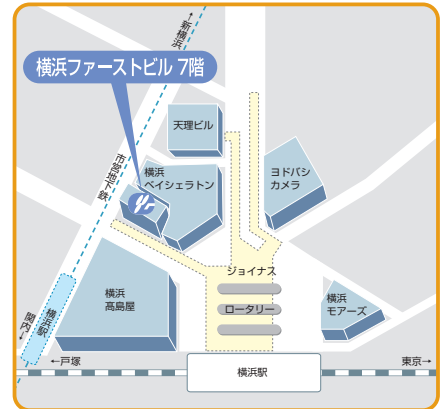 ←新横浜
横浜ファーストビル 7階
天理ビル
市営地下鉄
横浜
ベイシェラトン
ヨドバシ
カメラ
ジョイナス
横浜
髙島屋
ロータリー
横浜
モアーズ
横浜駅
関内→
←戸塚
東京→
横浜駅